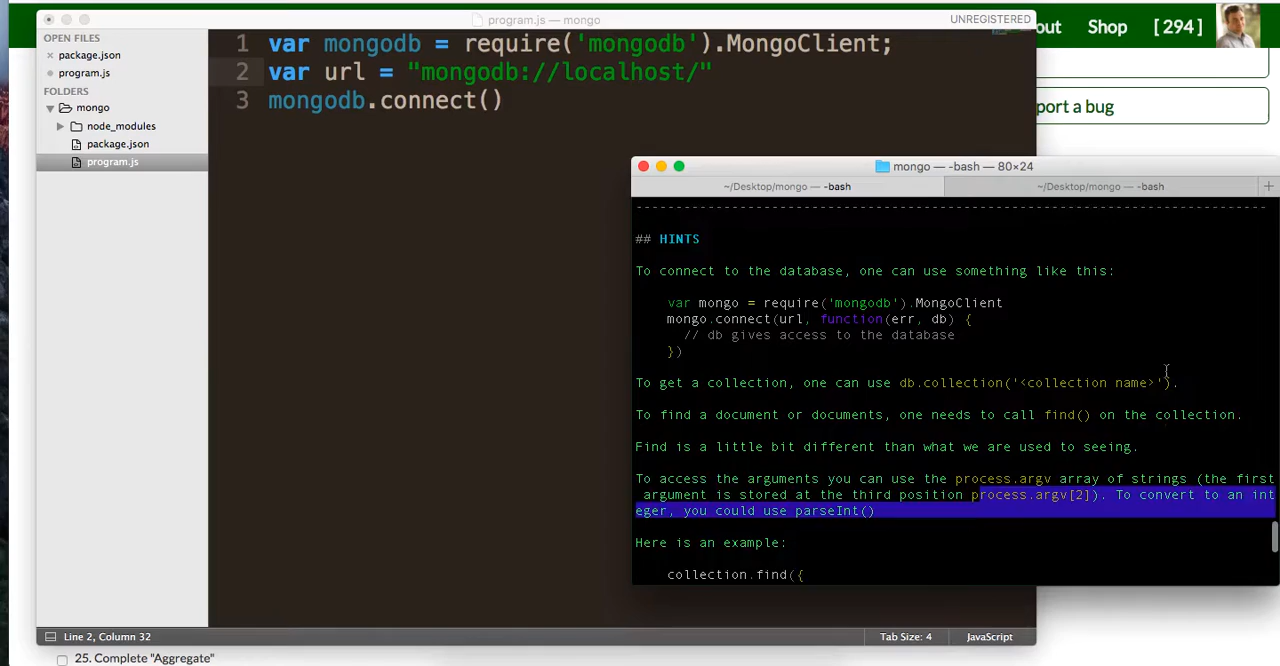 program.js — mongo
UNREGISTERED
out
Shop
[ 294 ]
port a bug
OPEN FILES
× package.json
program.js
FOLDERS
mongo
node_modules
package.json
program.js
1 var mongodb = require('mongodb').MongoClient;
2 var url = "mongodb://localhost/"
3 mongodb.connect()
mongo — -bash — 80×24
~/Desktop/mongo — -bash
~/Desktop/mongo — -bash
+
--------------------------------------------------------------------------------
## HINTS
To connect to the database, one can use something like this:
var mongo = require('mongodb').MongoClient
mongo.connect(url, function(err, db) {
// db gives access to the database
})
To get a collection, one can use db.collection('<collection name>').
To find a document or documents, one needs to call find() on the collection.
Find is a little bit different than what we are used to seeing.
To access the arguments you can use the process.argv array of strings (the first
argument is stored at the third position process.argv[2]). To convert to an int
eger, you could use parseInt()
Here is an example:
collection.find({
Line 2, Column 32
Tab Size: 4
JavaScript
25. Complete "Aggregate"